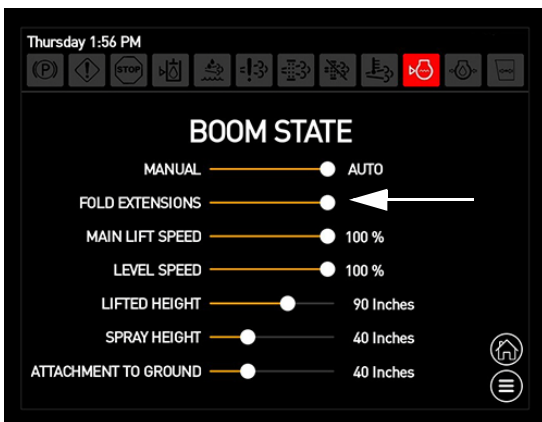 Thursday 1:56 PM
(P) STOP
BOOM STATE
MANUAL AUTO
FOLD EXTENSIONS
MAIN LIFT SPEED 100 %
LEVEL SPEED 100 %
LIFTED HEIGHT 90 Inches
SPRAY HEIGHT 40 Inches
ATTACHMENT TO GROUND 40 Inches